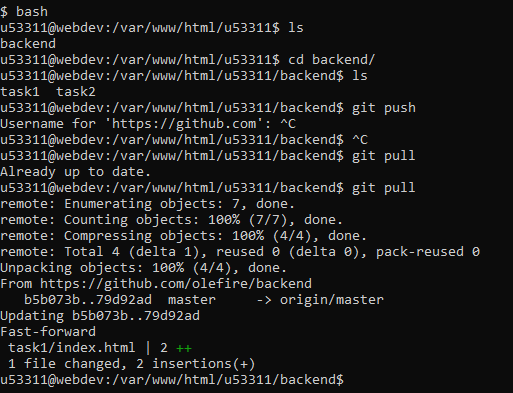 $ bash
u53311@webdev:/var/www/html/u53311$ ls
backend
u53311@webdev:/var/www/html/u53311$ cd backend/
u53311@webdev:/var/www/html/u53311/backend$ ls
task1  task2
u53311@webdev:/var/www/html/u53311/backend$ git push
Username for 'https://github.com': ^C
u53311@webdev:/var/www/html/u53311/backend$ ^C
u53311@webdev:/var/www/html/u53311/backend$ git pull
Already up to date.
u53311@webdev:/var/www/html/u53311/backend$ git pull
remote: Enumerating objects: 7, done.
remote: Counting objects: 100% (7/7), done.
remote: Compressing objects: 100% (4/4), done.
remote: Total 4 (delta 1), reused 0 (delta 0), pack-reused 0
Unpacking objects: 100% (4/4), done.
From https://github.com/olefire/backend
   b5b073b..79d92ad  master     -> origin/master
Updating b5b073b..79d92ad
Fast-forward
 task1/index.html | 2 ++
 1 file changed, 2 insertions(+)
u53311@webdev:/var/www/html/u53311/backend$